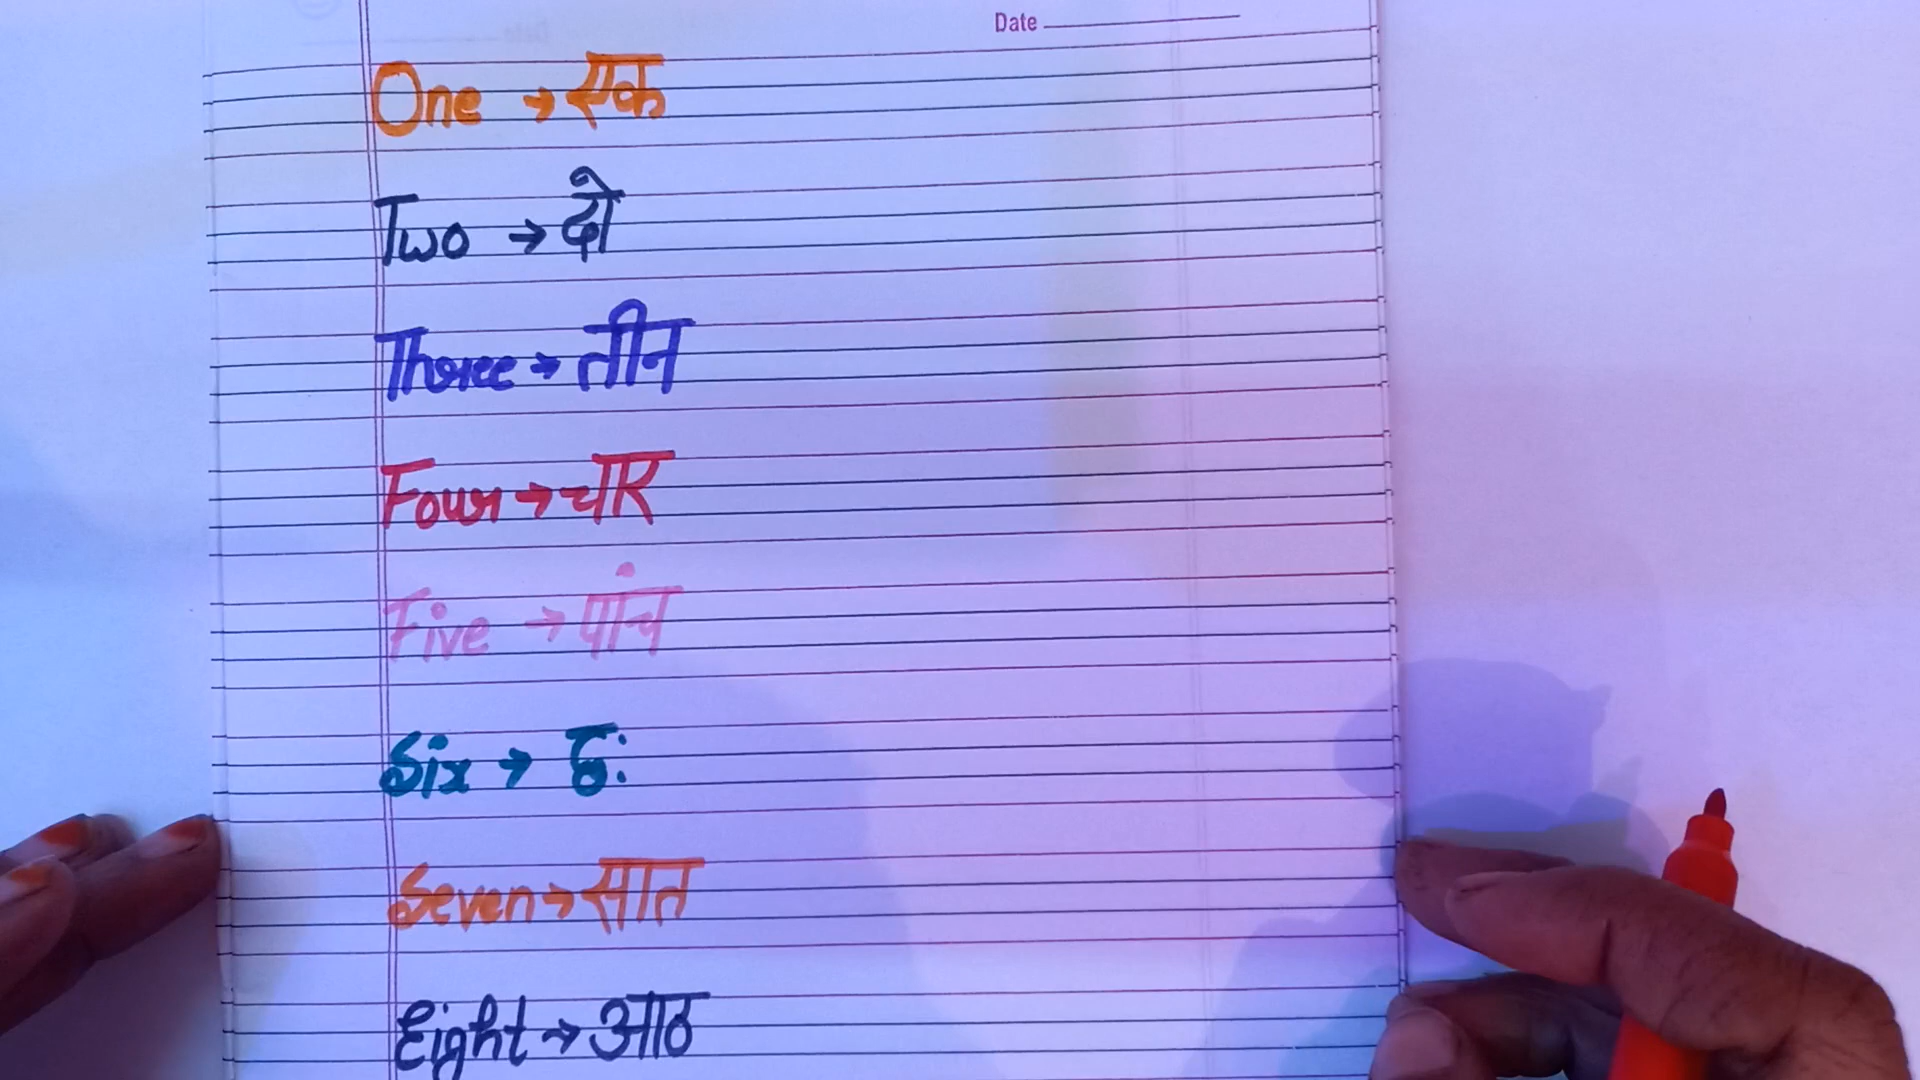 Date
One → एक
Two → दो
Three → तीन
Four → चार
Five → पांच
Six → छ:
Seven → सात
Eight → आठ